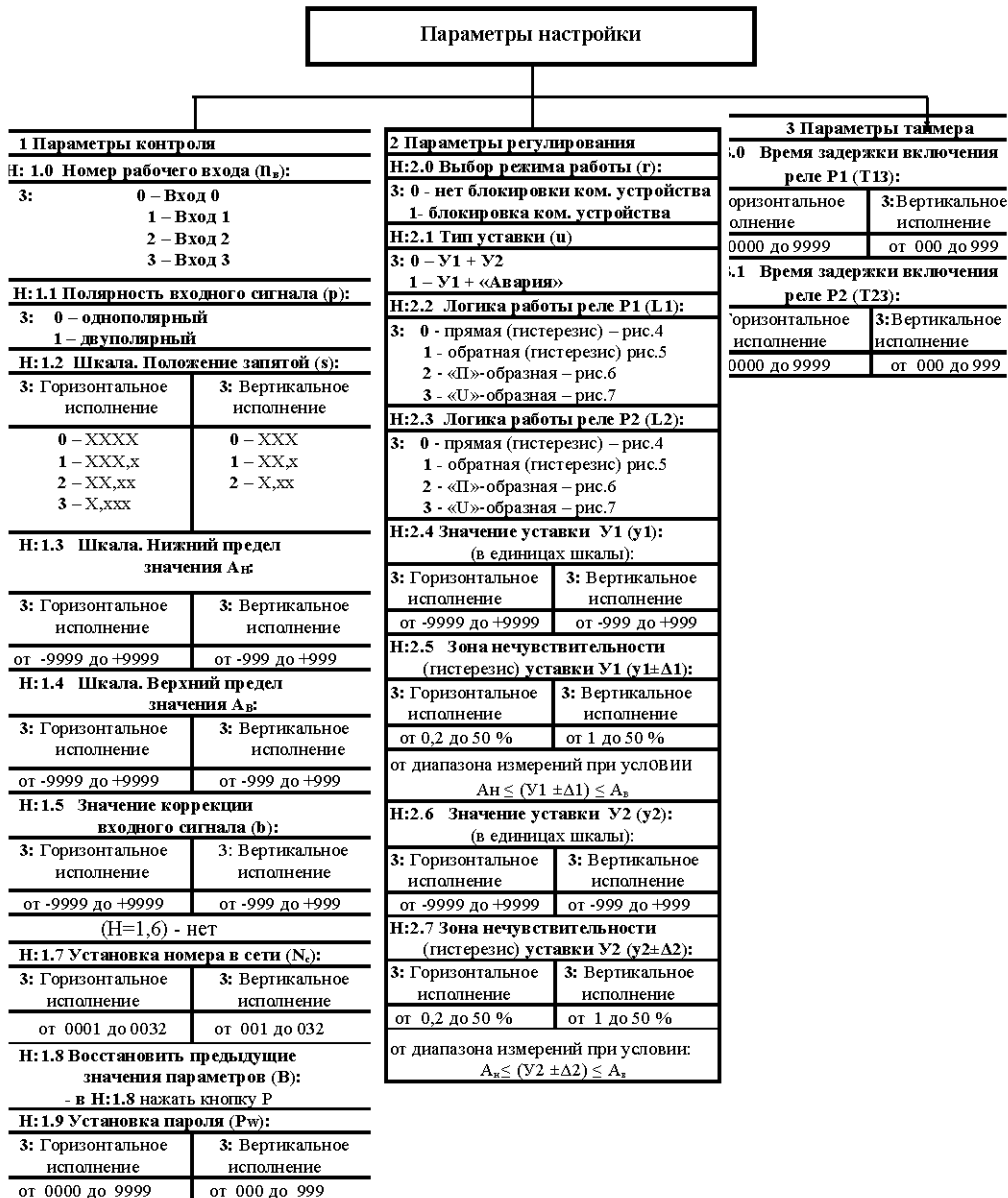 Параметры настройки
1 Параметры контроля
Н: 1.0 Номер рабочего входа (nв):
3: 0 – Вход 0
1 – Вход 1
2 – Вход 2
3 – Вход 3
Н:1.1 Полярность входного сигнала (р):
3: 0 – однополярный
1 – двуполярный
Н:1.2 Шкала. Положение запятой (s):
3: Горизонтальное исполнение 3: Вертикальное исполнение
0 – XXXX 0 – XXX
1 – XXX,x 1 – XX,x
2 – XX,xx 2 – X,xx
3 – X,xxx
Н:1.3 Шкала. Нижний предел
значения Ан:
3: Горизонтальное исполнение 3: Вертикальное исполнение
от -9999 до +9999 от -999 до +999
Н:1.4 Шкала. Верхний предел
значения Ав:
3: Горизонтальное исполнение 3: Вертикальное исполнение
от -9999 до +9999 от -999 до +999
Н:1.5 Значение коррекции
входного сигнала (b):
3: Горизонтальное исполнение 3: Вертикальное исполнение
от -9999 до +9999 от -999 до +999
(Н=1,6) - нет
Н:1.7 Установка номера в сети (Nс):
3: Горизонтальное исполнение 3: Вертикальное исполнение
от 0001 до 0032 от 001 до 032
Н:1.8 Восстановить предыдущие
значения параметров (В):
- в Н:1.8 нажать кнопку Р
Н:1.9 Установка пароля (Pw):
3: Горизонтальное исполнение 3: Вертикальное исполнение
от 0000 до 9999 от 000 до 999
2 Параметры регулирования
Н:2.0 Выбор режима работы (r):
3: 0 - нет блокировки ком. устройства
1- блокировка ком. устройства
Н:2.1 Тип уставки (u)
3: 0 – У1 + У2
1 – У1 + «Авария»
Н:2.2 Логика работы реле Р1 (L1):
3: 0 - прямая (гистерезис) – рис.4
1 - обратная (гистерезис) рис.5
2 - «П»-образная – рис.6
3 - «U»-образная – рис.7
Н:2.3 Логика работы реле Р2 (L2):
3: 0 - прямая (гистерезис) – рис.4
1 - обратная (гистерезис) рис.5
2 - «П»-образная – рис.6
3 - «U»-образная – рис.7
Н:2.4 Значение уставки У1 (у1):
(в единицах шкалы):
3: Горизонтальное исполнение 3: Вертикальное исполнение
от -9999 до +9999 от -999 до +999
Н:2.5 Зона нечувствительности
(гистерезис) уставки У1 (у1±Δ1):
3: Горизонтальное исполнение 3: Вертикальное исполнение
от 0,2 до 50 % от 1 до 50 %
от диапазона измерений при условии
Ан ≤ (У1 ±Δ1) ≤ Ав
Н:2.6 Значение уставки У2 (у2):
(в единицах шкалы):
3: Горизонтальное исполнение 3: Вертикальное исполнение
от -9999 до +9999 от -999 до +999
Н:2.7 Зона нечувствительности
(гистерезис) уставки У2 (у2±Δ2):
3: Горизонтальное исполнение 3: Вертикальное исполнение
от 0,2 до 50 % от 1 до 50 %
от диапазона измерений при условии:
Ан ≤ (У2 ±Δ2) ≤ Ав
3 Параметры таймера
.0 Время задержки включения
реле Р1 (Т13):
оризонтальное 3:Вертикальное
олнение исполнение
0000 до 9999 от 000 до 999
.1 Время задержки включения
реле Р2 (Т23):
Горизонтальное 3:Вертикальное
исполнение исполнение
0000 до 9999 от 000 до 999